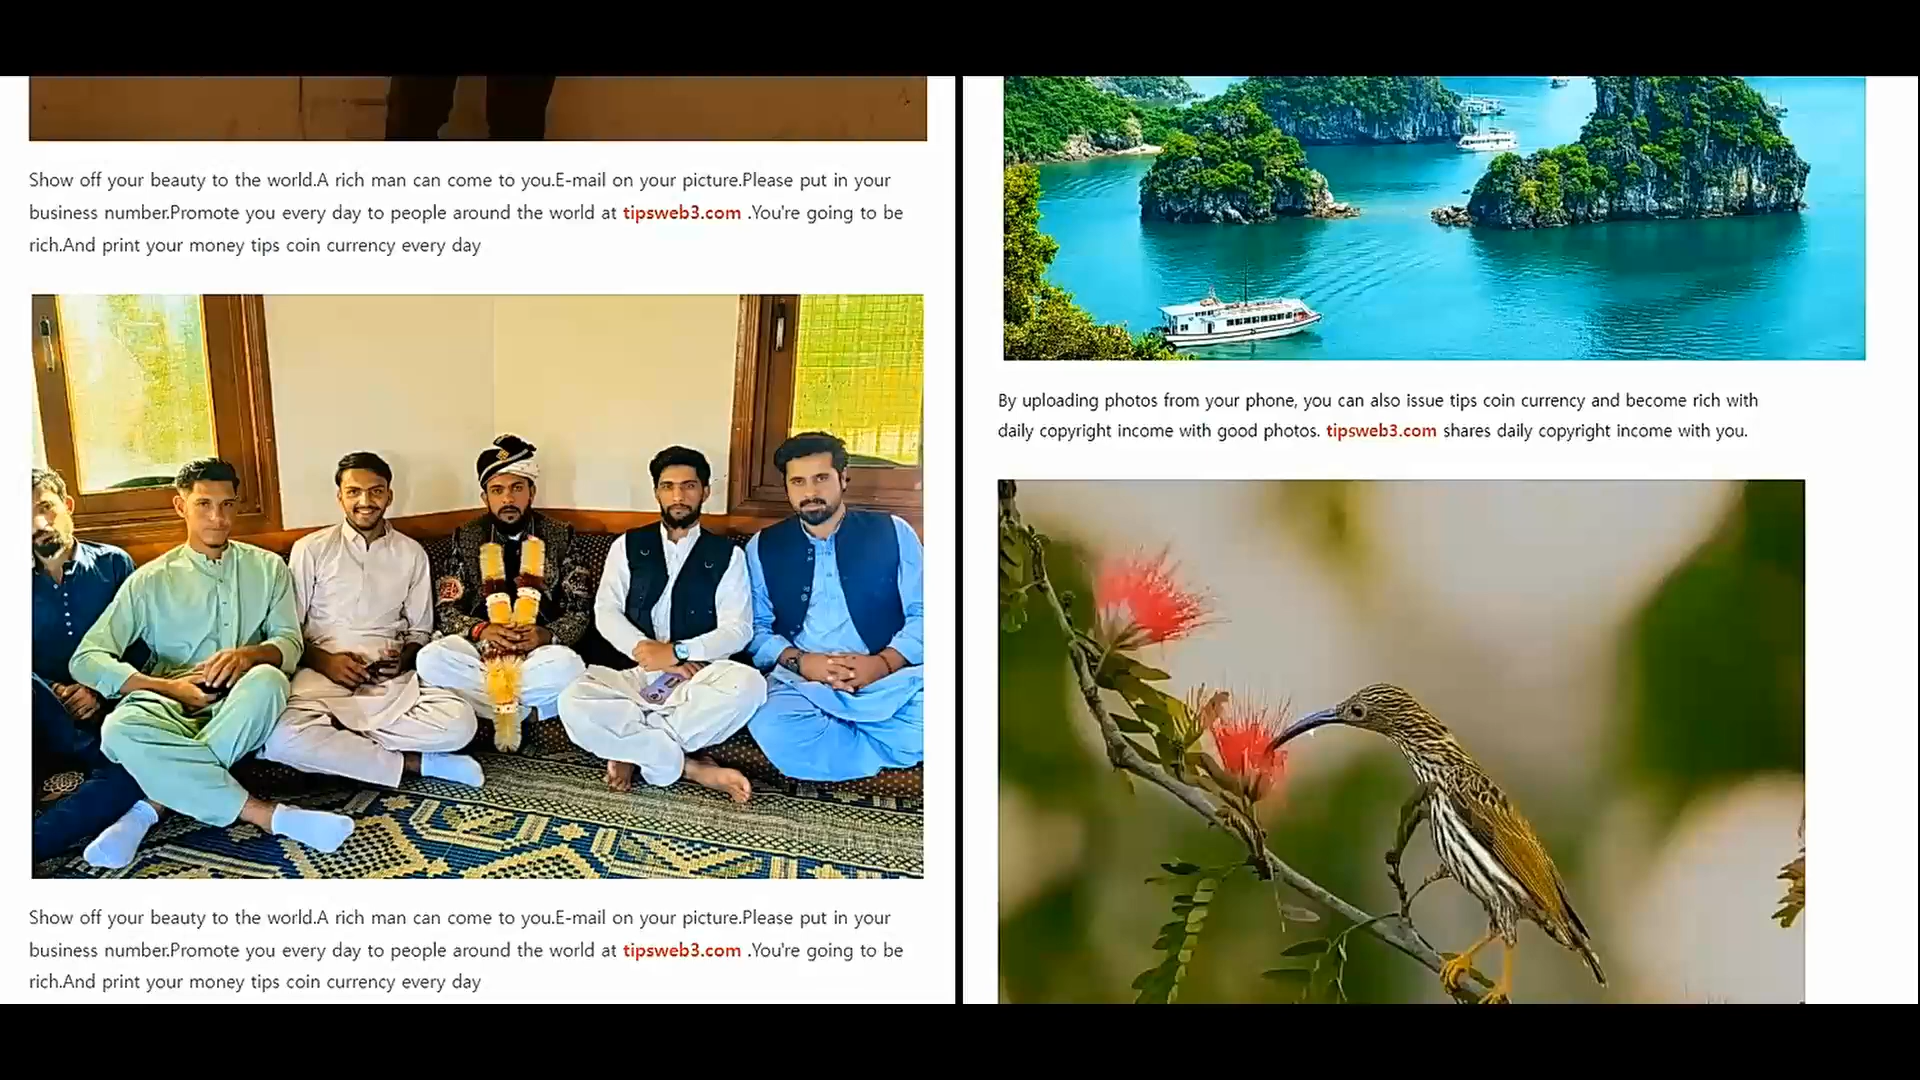 Show off your beauty to the world.A rich man can come to you.E-mail on your picture.Please put in your
business number.Promote you every day to people around the world at tipsweb3.com .You're going to be
rich.And print your money tips coin currency every day
Show off your beauty to the world.A rich man can come to you.E-mail on your picture.Please put in your
business number.Promote you every day to people around the world at tipsweb3.com .You're going to be
rich.And print your money tips coin currency every day
By uploading photos from your phone, you can also issue tips coin currency and become rich with
daily copyright income with good photos. tipsweb3.com shares daily copyright income with you.